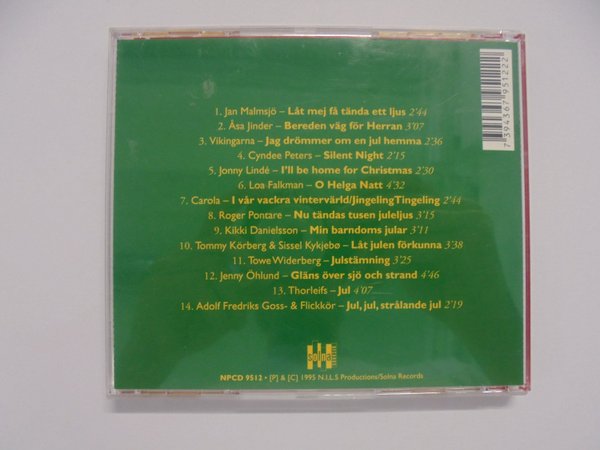 1. Jan Malmsjö – Låt mej få tända ett ljus 2'44
2. Åsa Jinder – Bereden väg för Herran 3'07
3. Vikingarna – Jag drömmer om en jul hemma 2'36
4. Cyndee Peters – Silent Night 2'15
5. Jonny Lindé – I'll be home for Christmas 2'30
6. Loa Falkman – O Helga Natt 4'32
7. Carola – I vår vackra vintervärld/JingelingTingeling 2'44
8. Roger Pontare – Nu tändas tusen juleljus 3'15
9. Kikki Danielsson – Min barndoms jular 3'11
10. Tommy Körberg & Sissel Kykjebø – Låt julen förkunna 3'38
11. Towe Widerberg – Julstämning 3'25
12. Jenny Öhlund – Gläns över sjö och strand 4'46
13. Thorleifs – Jul 4'07
14. Adolf Fredriks Goss- & Flickkör – Jul, jul, strålande jul 2'19
solna
NPCD 9512 • [P] & [C] 1995 N.I.L.S Productions/Solna Records
7 394367 951222